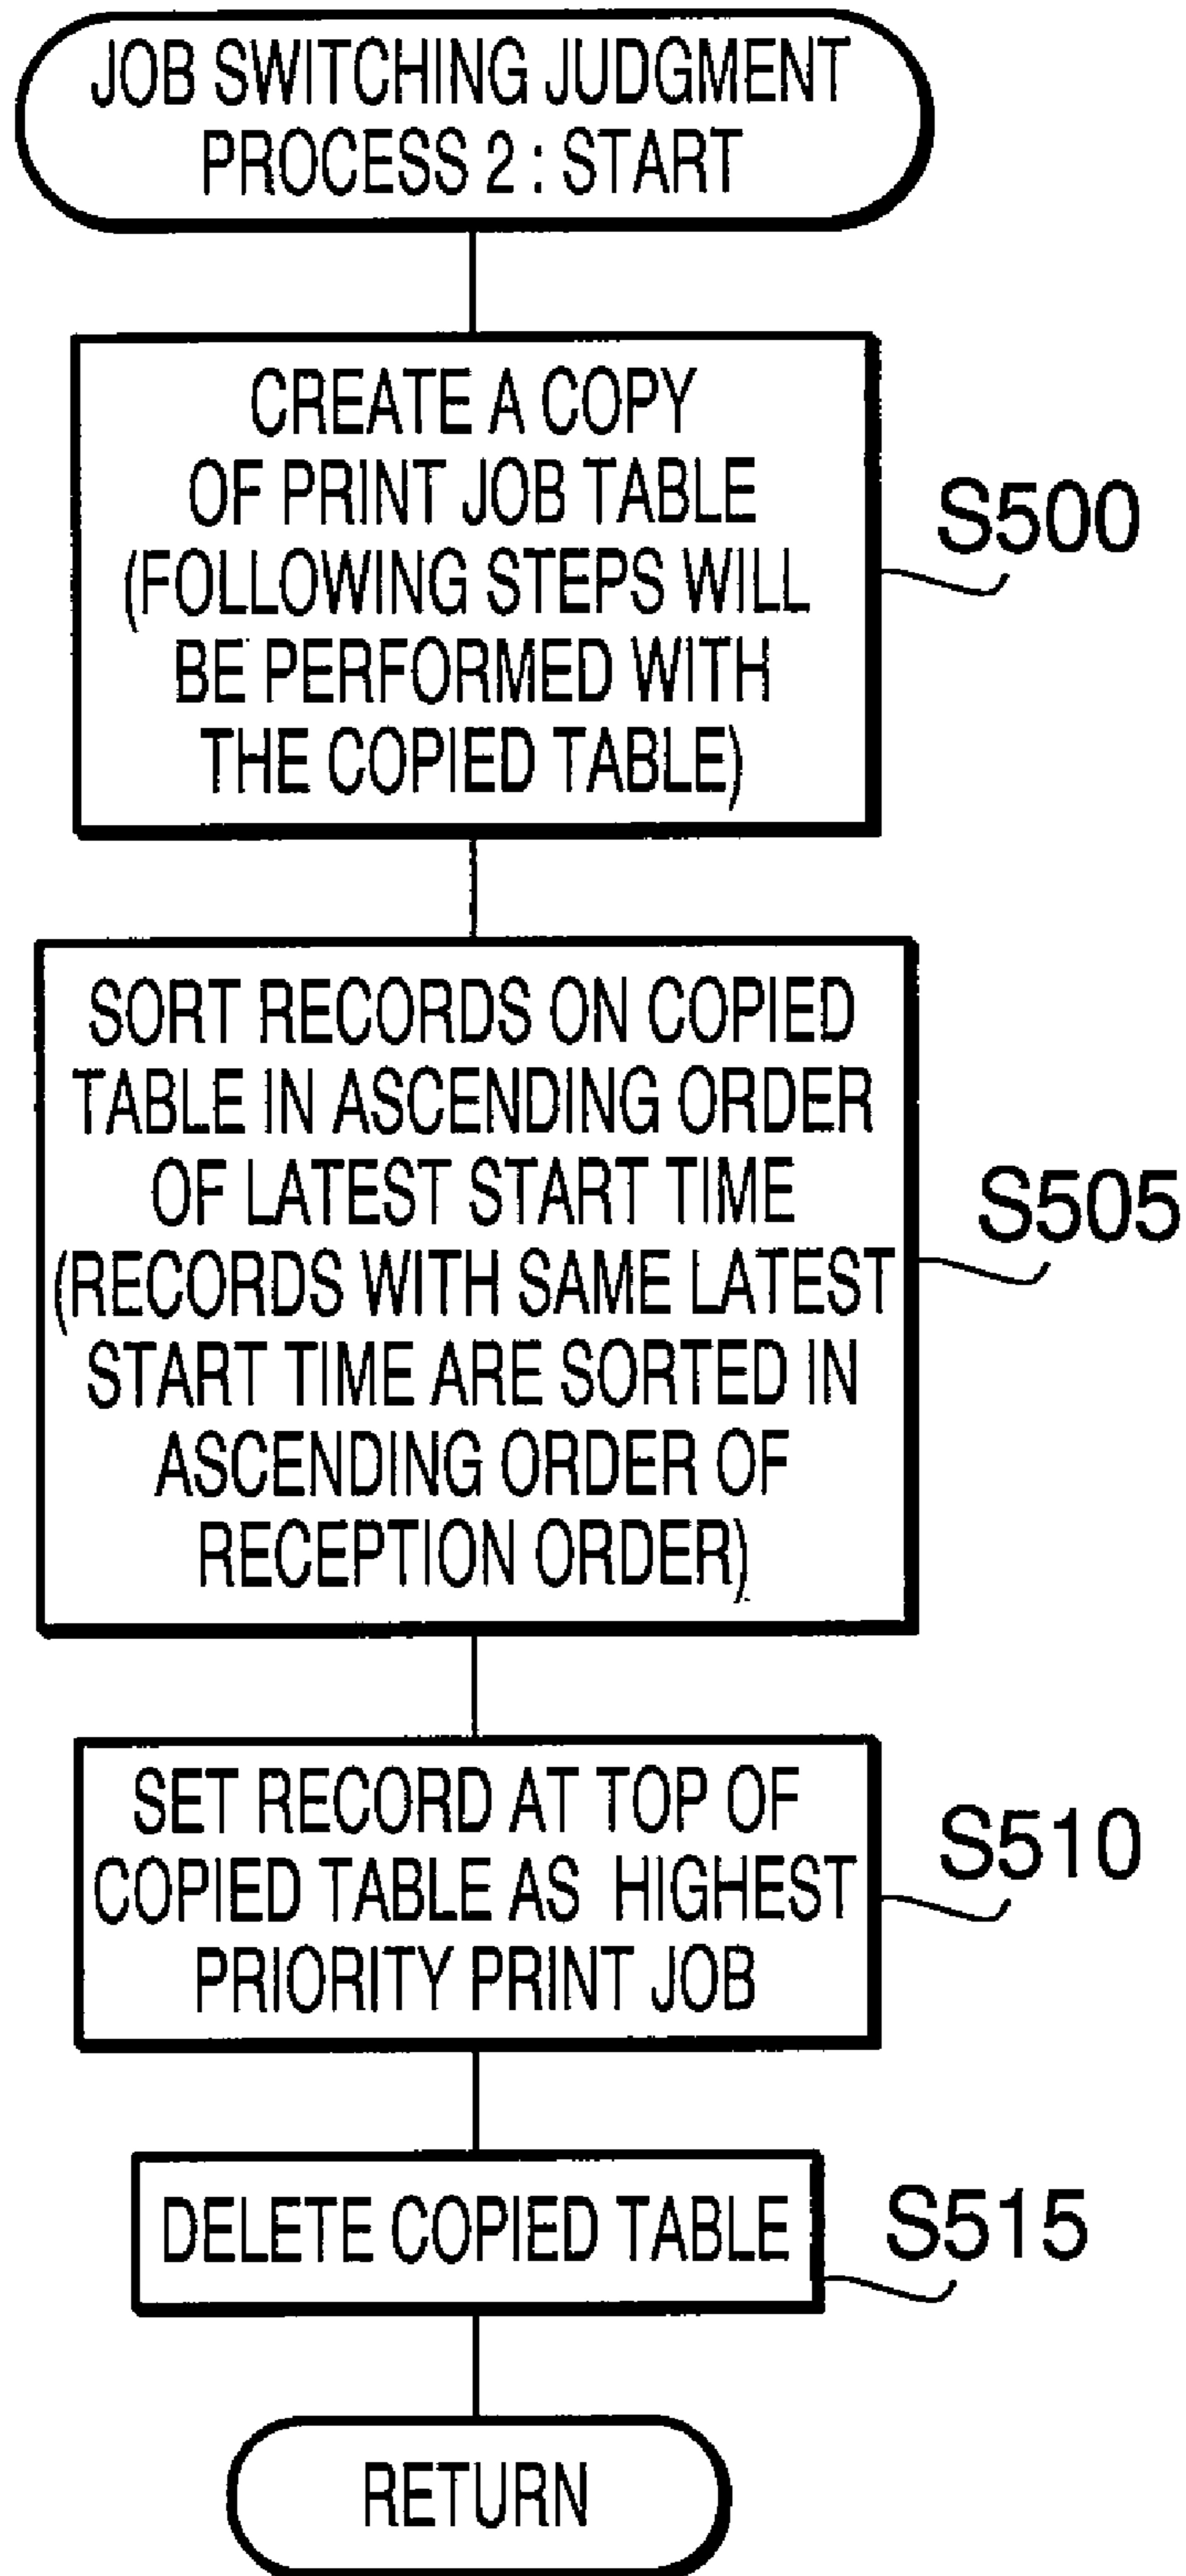 JOB SWITCHING JUDGMENT
PROCESS 2 : START
CREATE A COPY
OF PRINT JOB TABLE
(FOLLOWING STEPS WILL
BE PERFORMED WITH
THE COPIED TABLE)
S500
SORT RECORDS ON COPIED
TABLE IN ASCENDING ORDER
OF LATEST START TIME
(RECORDS WITH SAME LATEST
START TIME ARE SORTED IN
ASCENDING ORDER OF
RECEPTION ORDER)
S505
SET RECORD AT TOP OF
COPIED TABLE AS HIGHEST
PRIORITY PRINT JOB
S510
DELETE COPIED TABLE
S515
RETURN